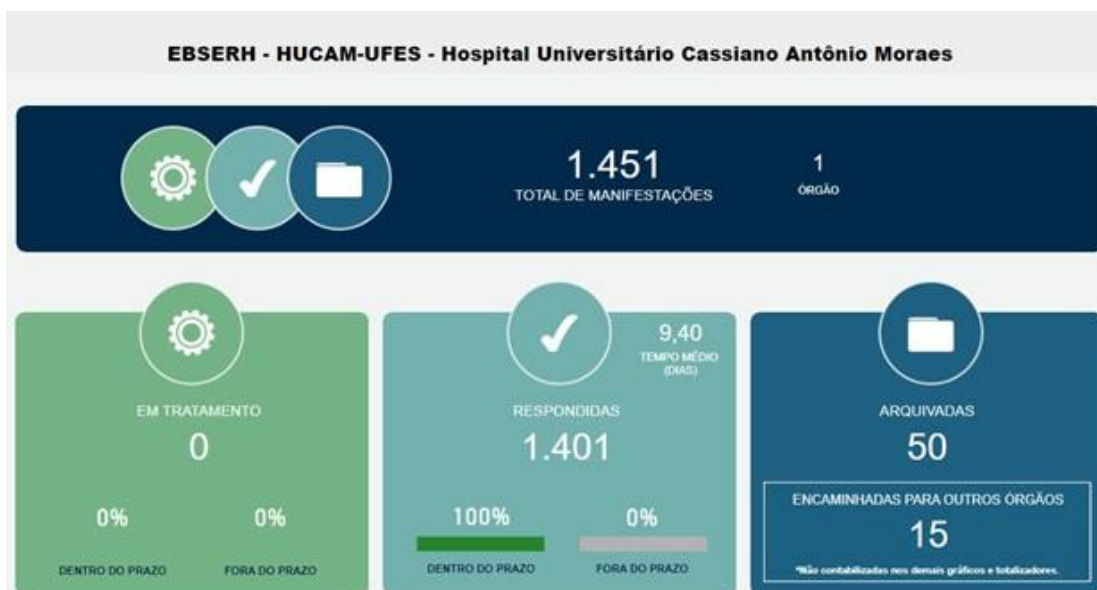 EBSERH - HUCAM-UFES - Hospital Universitário Cassiano Antônio Moraes
1.451
TOTAL DE MANIFESTAÇÕES
1
ÓRGÃO
EM TRATAMENTO
0
0%
0%
DENTRO DO PRAZO
FORA DO PRAZO
9,40
TEMPO MÉDIO
(DIAS)
RESPONDIDAS
1.401
100%
0%
DENTRO DO PRAZO
FORA DO PRAZO
ARQUIVADAS
50
ENCAMINHADAS PARA OUTROS ÓRGÃOS
15
*Não contabilizadas nos demais gráficos e totalizadores.